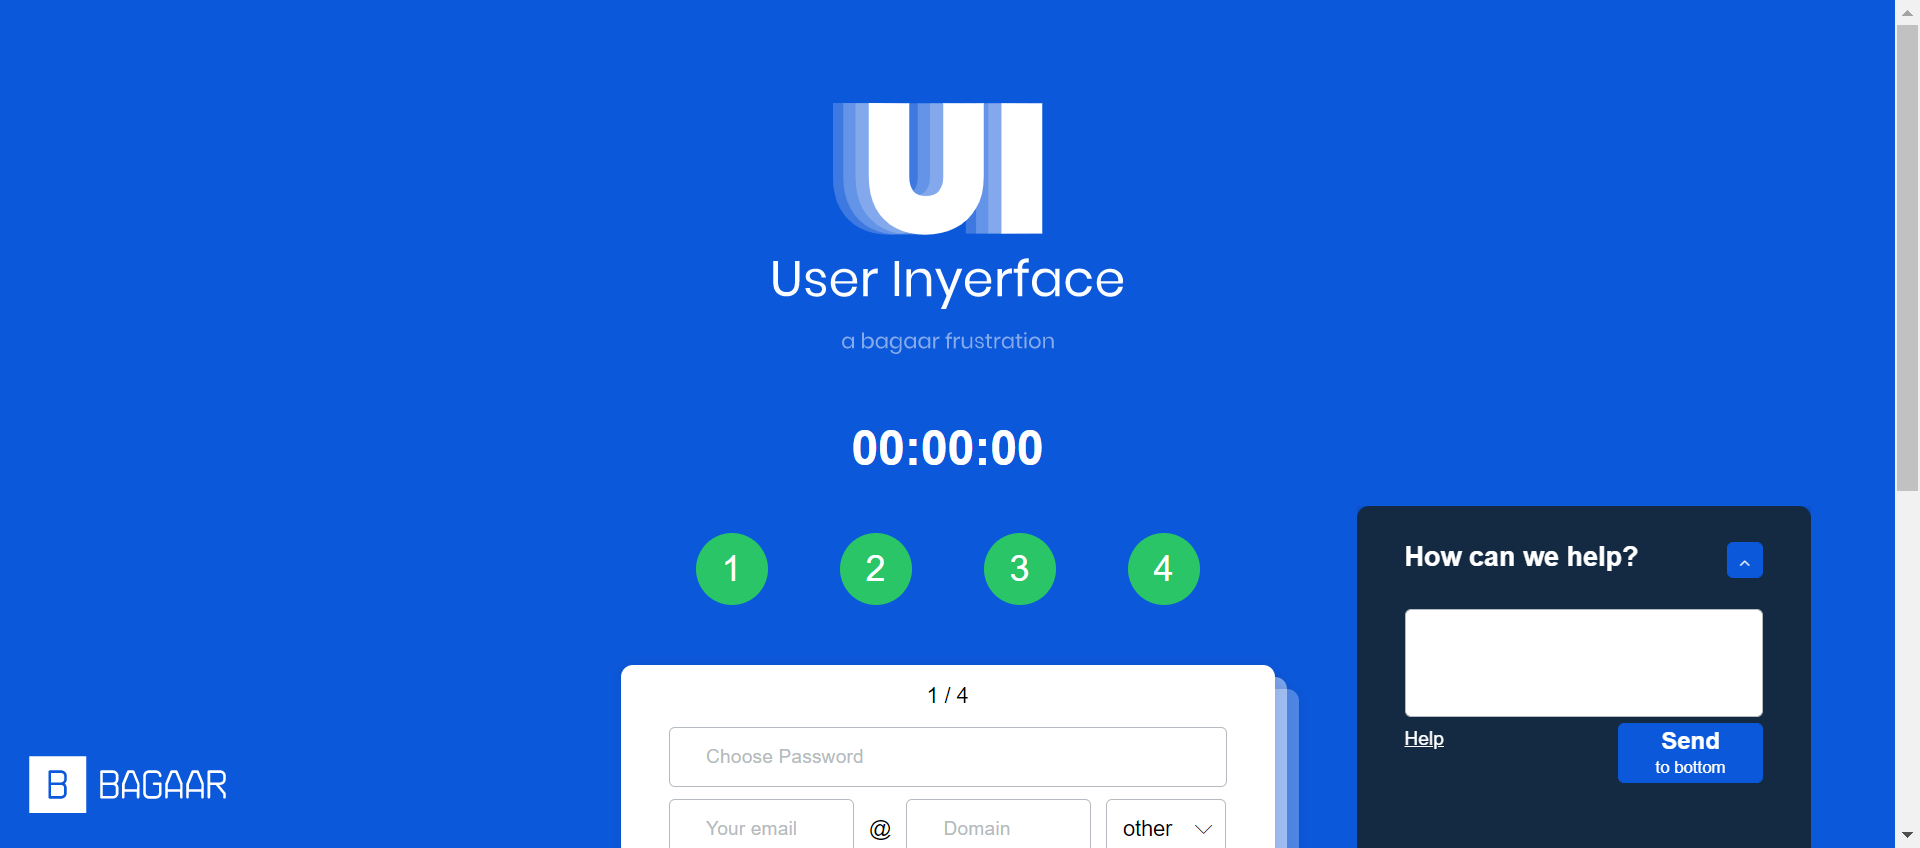 UI
User Inyerface
a bagaar frustration
00:00:00
1 2 3 4
How can we help?
Help
Send
to bottom
1 / 4
Choose Password
Your email @ Domain other
B BAGAAR